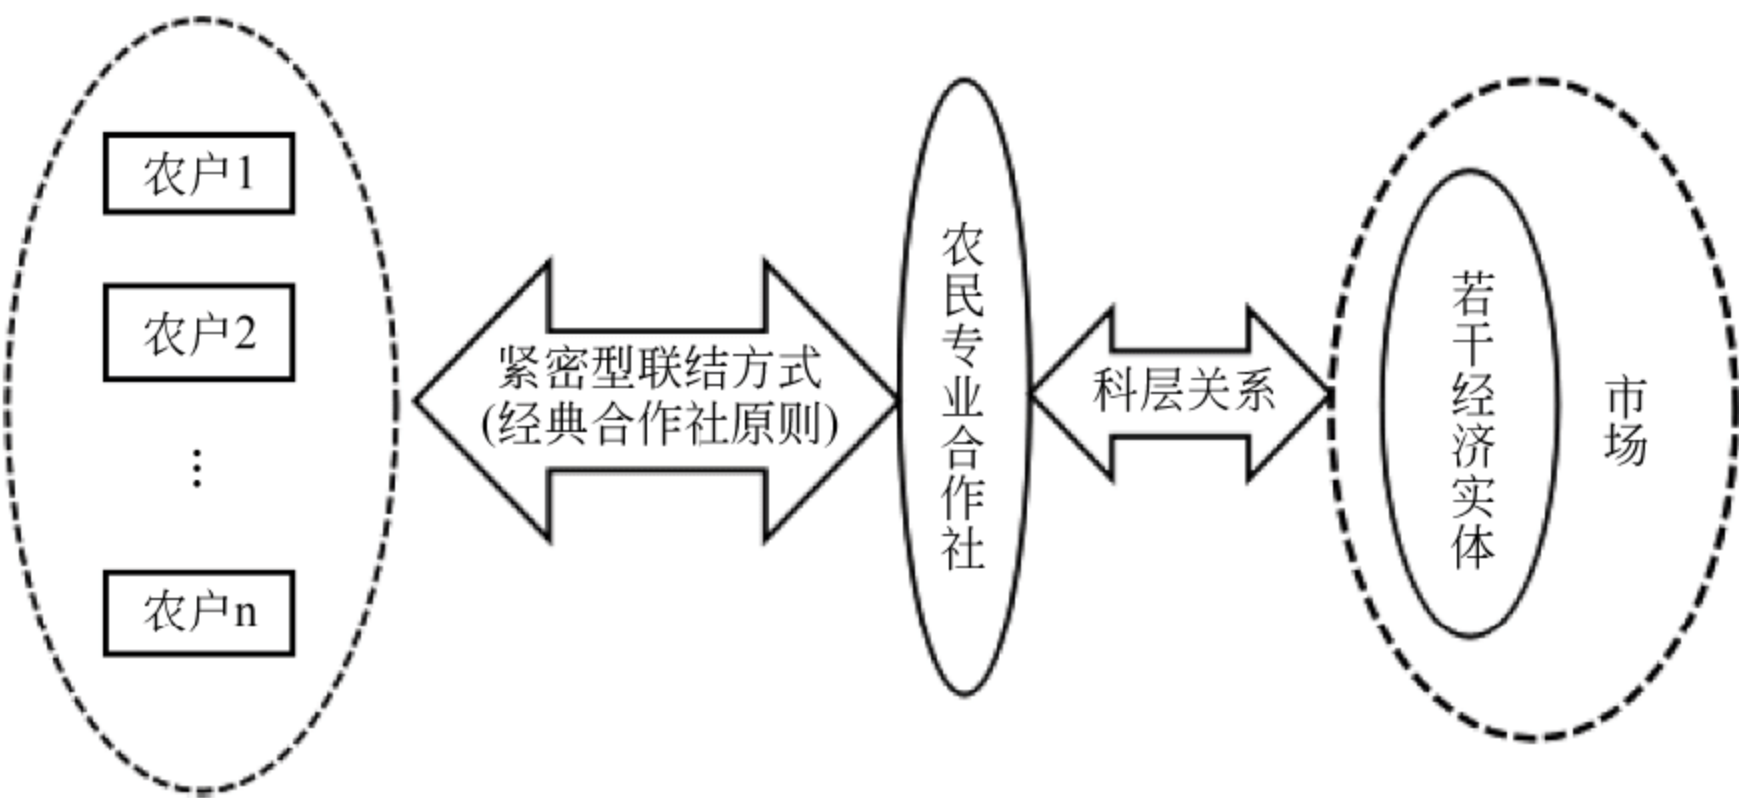 农户1
农户2
⋮
农户n
紧密型联结方式
(经典合作社原则)
农民专业合作社
科层关系
若干经济实体
市场